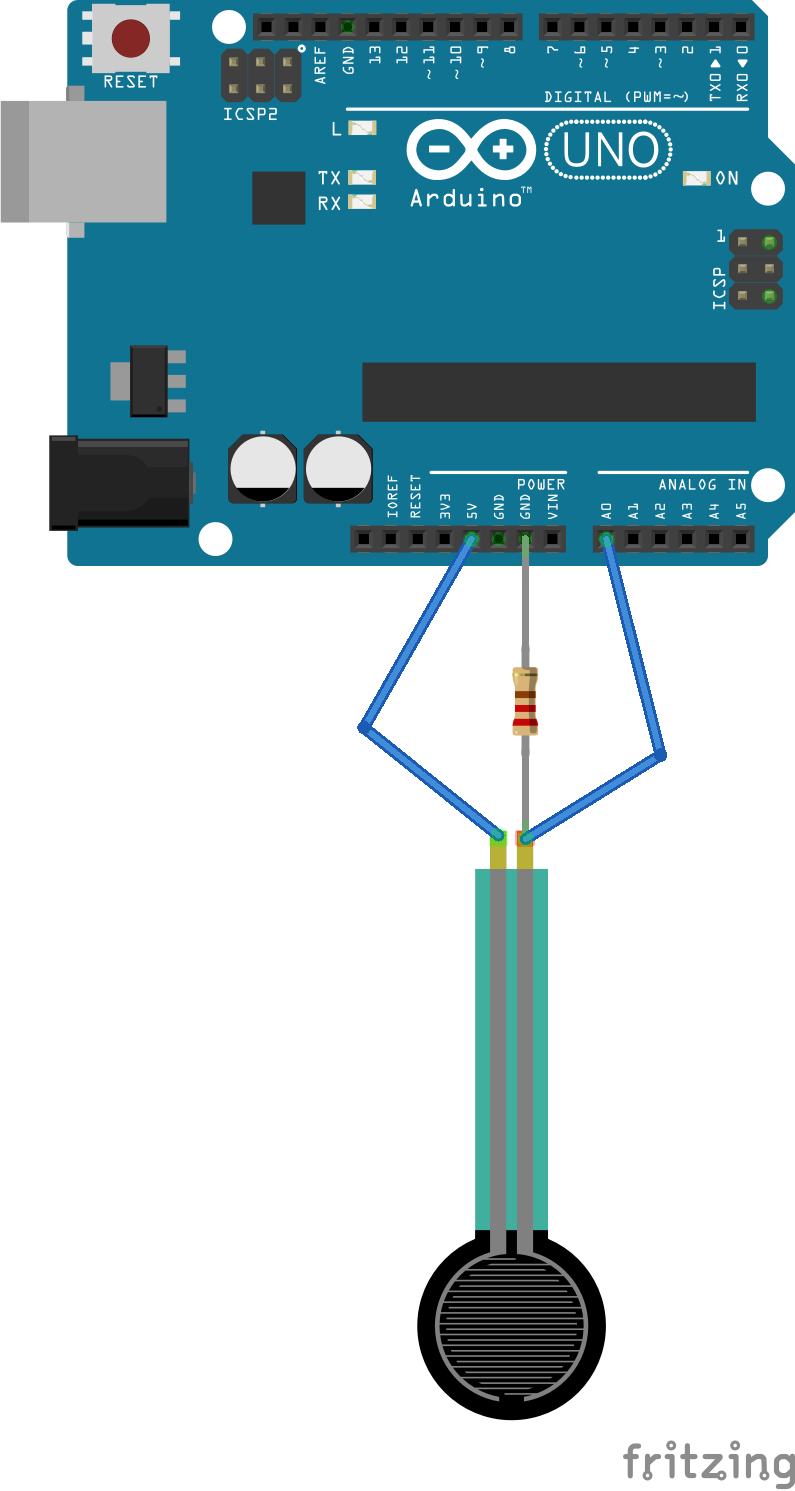 RESET
ICSP2
AREF
GND
13
12
~11
~10
~9
8
7
~6
~5
4
~3
2
TX0▶1
RX0◀0
DIGITAL (PWM=~)
L
TX
RX
Arduino™
UNO
ON
1
ICSP
POWER
ANALOG IN
IOREF
RESET
3V3
5V
GND
GND
VIN
A0
A1
A2
A3
A4
A5
fritzing